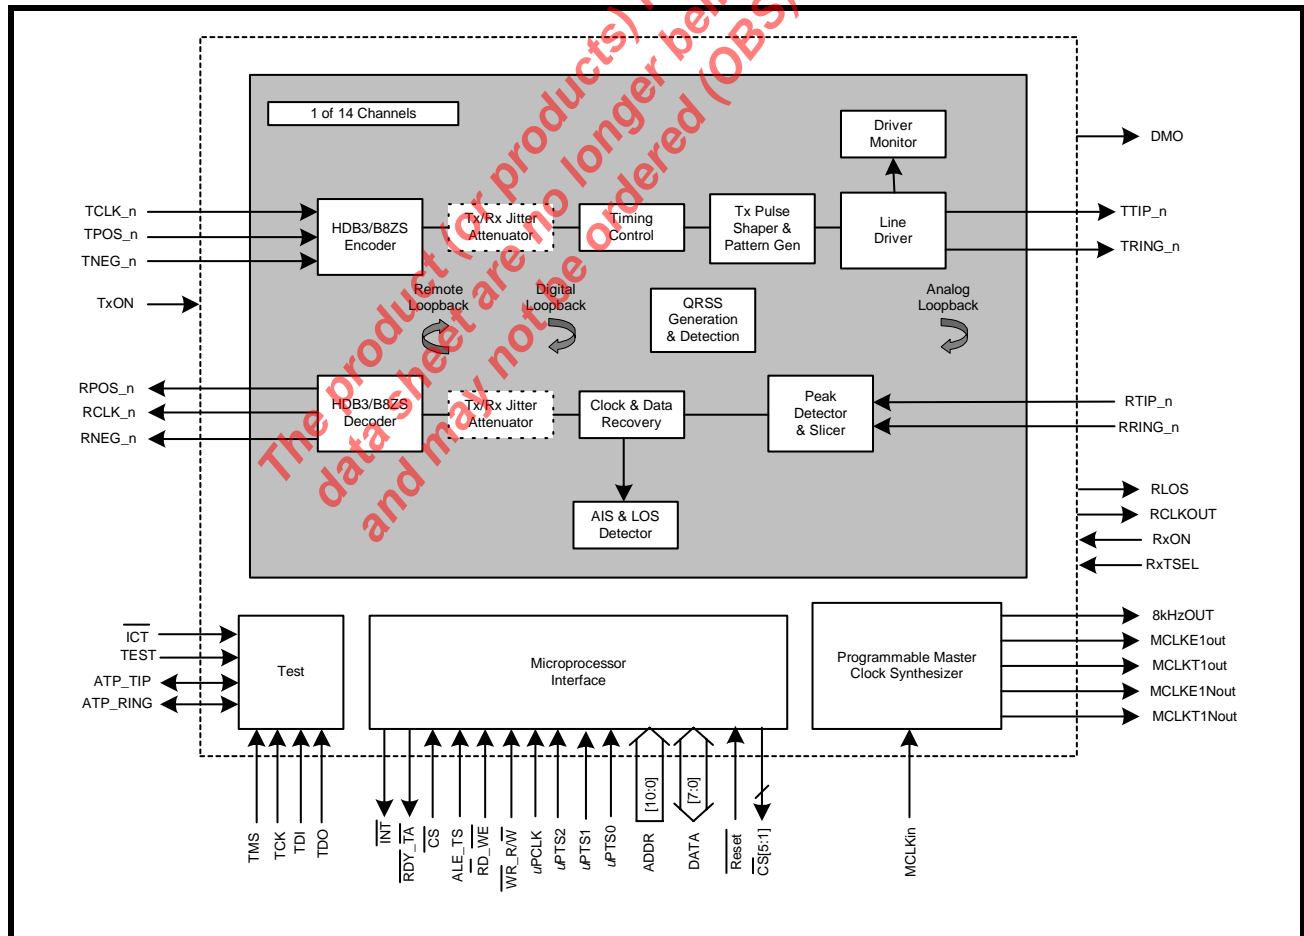 The product (or products)
data sheet are no longer bei
and may not be ordered (OBS)
1 of 14 Channels
Driver
Monitor
DMO
TCLK_n
TPOS_n
TNEG_n
HDB3/B8ZS
Encoder
Tx/Rx Jitter
Attenuator
Timing
Control
Tx Pulse
Shaper &
Pattern Gen
Line
Driver
TTIP_n
TRING_n
TxON
Remote
Loopback
Digital
Loopback
QRSS
Generation
& Detection
Analog
Loopback
RPOS_n
RCLK_n
RNEG_n
HDB3/B8ZS
Decoder
Tx/Rx Jitter
Attenuator
Clock & Data
Recovery
Peak
Detector
& Slicer
RTIP_n
RRING_n
AIS & LOS
Detector
RLOS
RCLKOUT
RxON
RxTSEL
ICT
TEST
ATP_TIP
ATP_RING
Test
Microprocessor
Interface
Programmable Master
Clock Synthesizer
8kHzOUT
MCLKE1out
MCLKT1out
MCLKE1Nout
MCLKT1Nout
TMS
TCK
TDI
TDO
INT
RDY_TA
CS
ALE_TS
RD_WE
WR_R/W
uPCLK
uPTS2
uPTS1
uPTS0
[10:0]
ADDR
[7:0]
DATA
Reset
CS[5:1]
MCLKin